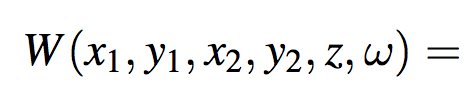 W(x₁, y₁, x₂, y₂, z, ω) =